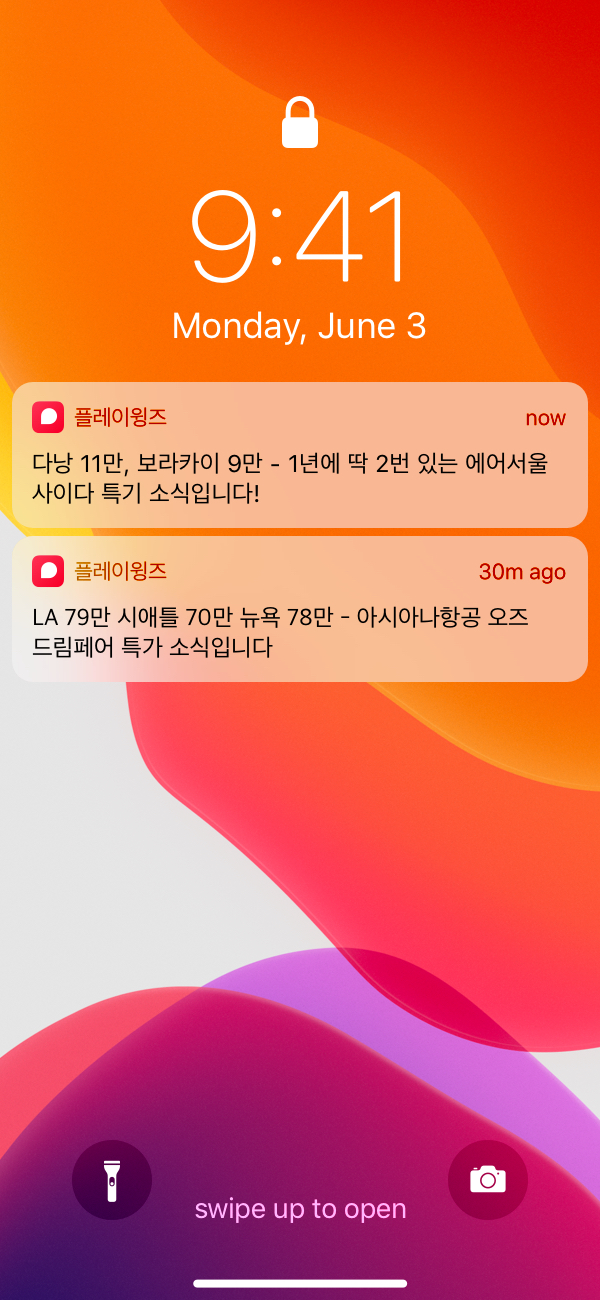 9:41
Monday, June 3
플레이윙즈 now
다낭 11만, 보라카이 9만 - 1년에 딱 2번 있는 에어서울
사이다 특기 소식입니다!
플레이윙즈 30m ago
LA 79만 시애틀 70만 뉴욕 78만 - 아시아나항공 오즈
드림페어 특가 소식입니다
swipe up to open